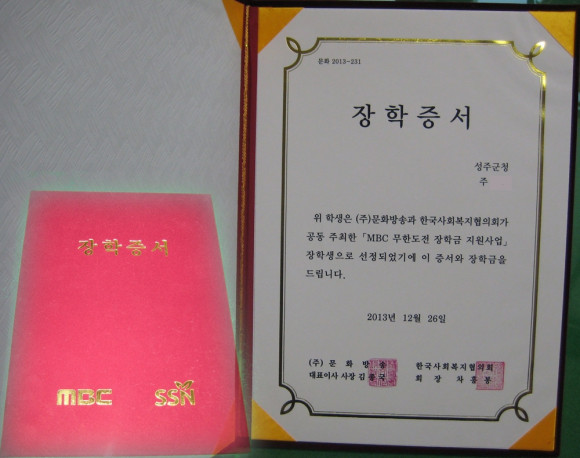 장학증서
MBC
SSN
문화 2013-231
장학증서
성주군청
주
위 학생은 (주)문화방송과 한국사회복지협의회가
공동 주최한 「MBC 무한도전 장학금 지원사업」
장학생으로 선정되었기에 이 증서와 장학금을
드립니다.
2013년 12월 26일
(주) 문 화 방 송 한국사회복지협의회
대표이사 사장 김 종 국 회 장 차 흥 봉